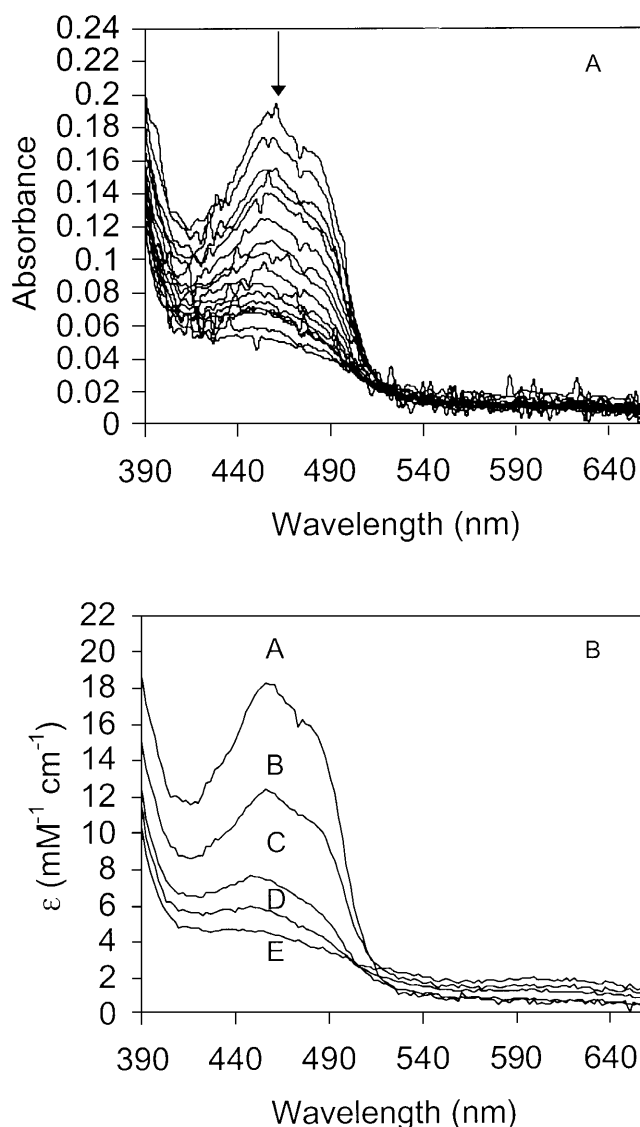 0.24
A
0.22
0.2
0.18
0.16
0.14
0.12
0.1
0.08
0.06
0.04
0.02
0
Absorbance
390 440 490 540 590 640
Wavelength (nm)
22
20
18
16
14
12
10
8
6
4
2
0
A
B
B
C
D
E
ε (mM⁻¹ cm⁻¹)
390 440 490 540 590 640
Wavelength (nm)